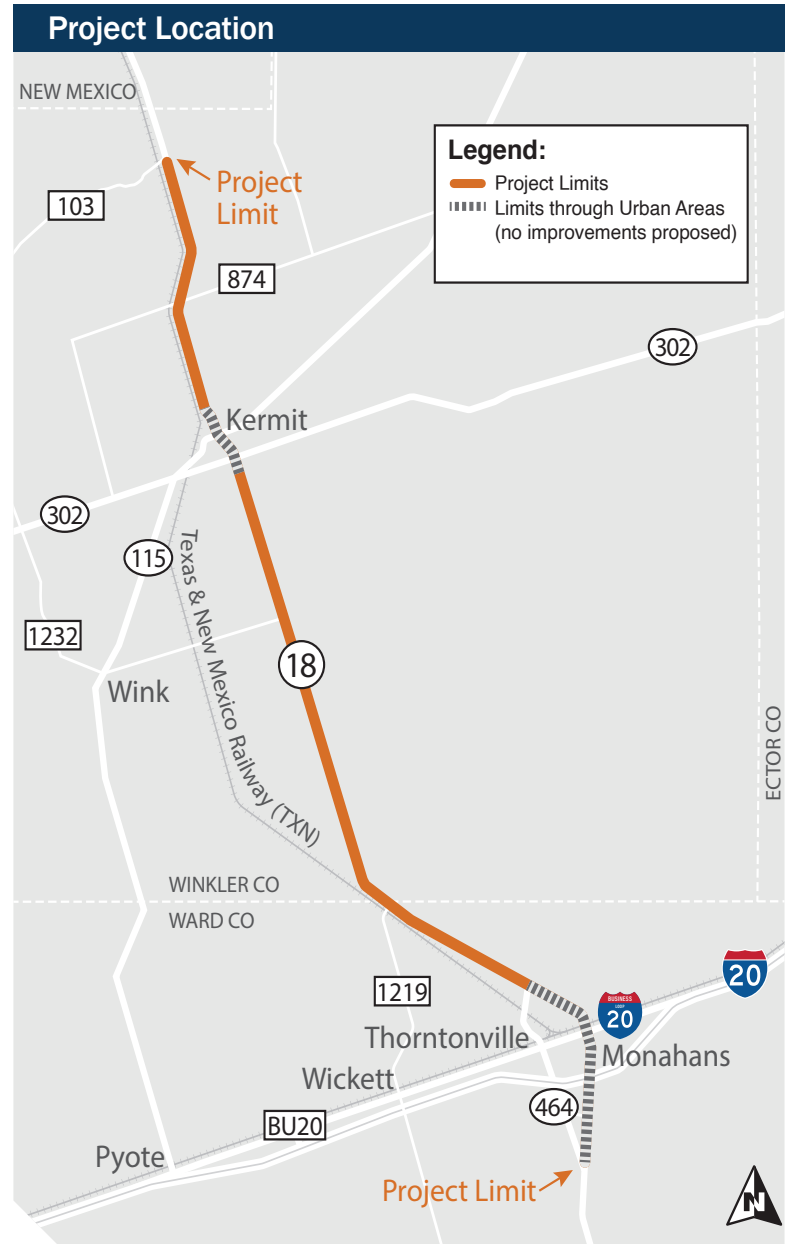 Project Location
NEW MEXICO
Legend:
Project Limits
Limits through Urban Areas
(no improvements proposed)
Project
Limit
103
874
302
Kermit
302
115
Texas & New Mexico Railway (TXN)
1232
18
Wink
ECTOR CO
WINKLER CO
WARD CO
20
1219
BUSINESS
LOOP
20
Thorntonville
Monahans
Wickett
464
BU20
Pyote
Project Limit
N